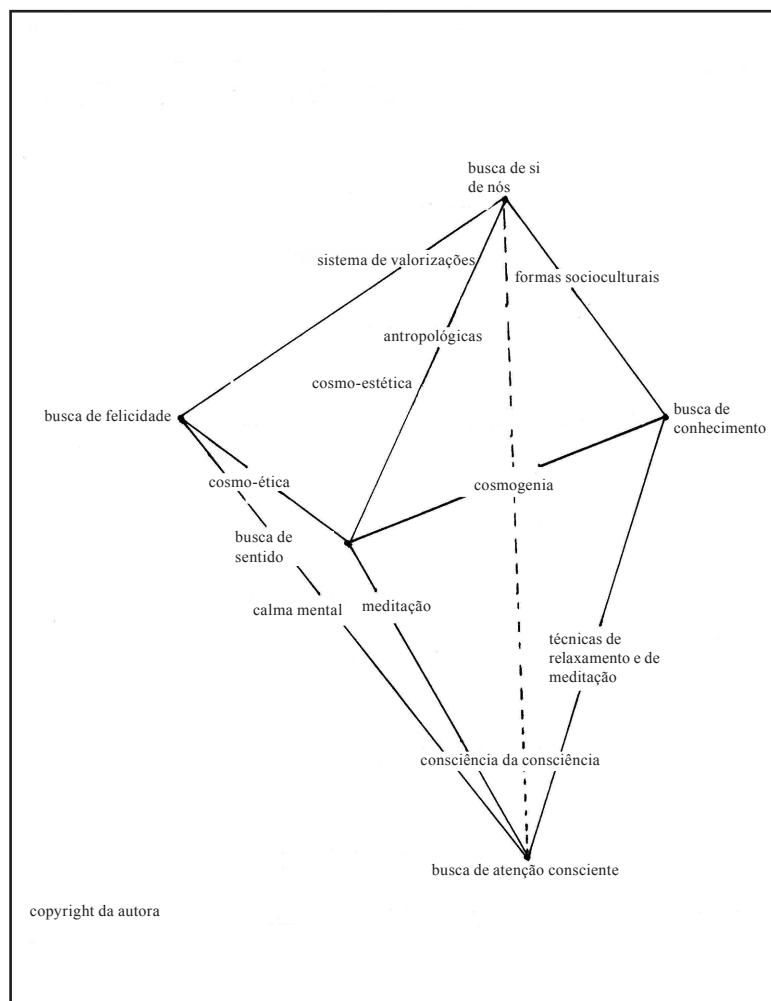 busca de si
de nós
sistema de valorizações
formas socioculturais
antropológicas
cosmo-estética
busca de felicidade
busca de
conhecimento
cosmo-ética
cosmogenia
busca de
sentido
calma mental
meditação
técnicas de
relaxamento e de
meditação
consciência da consciência
busca de atenção consciente
copyright da autora